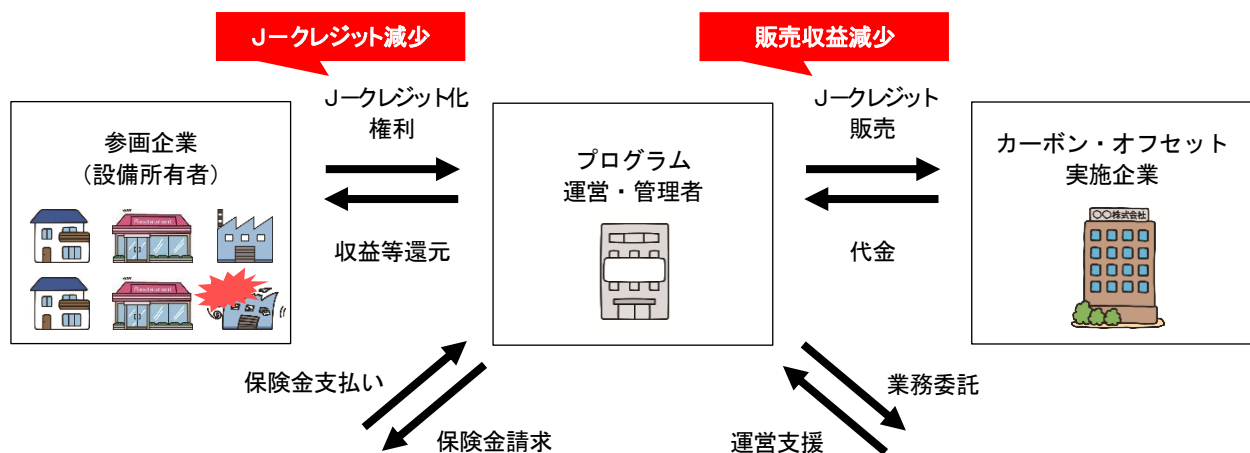 Jークレジット減少
販売収益減少
Jークレジット化
権利
Jークレジット
販売
参画企業
(設備所有者)
プログラム
運営・管理者
カーボン・オフセット
実施企業
Restaurant
〇〇株式会社
収益等還元
代金
Restaurant
保険金支払い
業務委託
保険金請求
運営支援